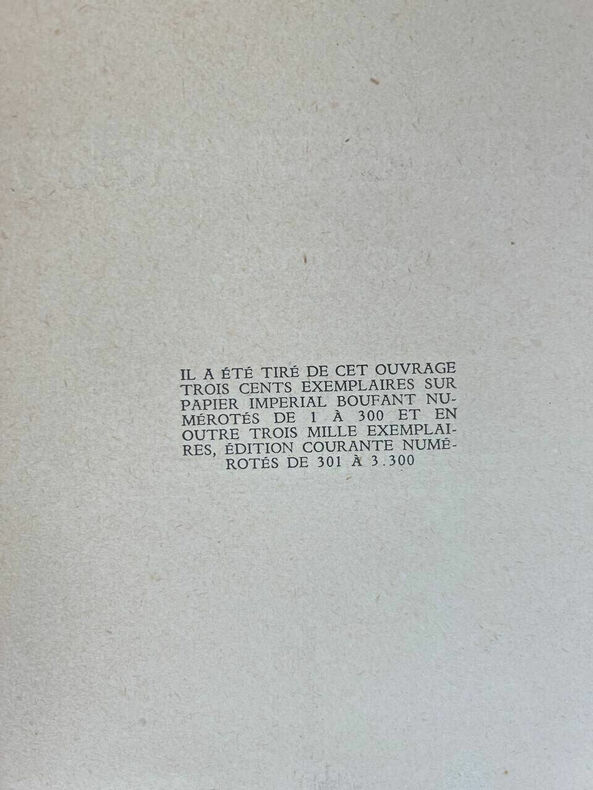 IL A ÉTÉ TIRÉ DE CET OUVRAGE
TROIS CENTS EXEMPLAIRES SUR
PAPIER IMPERIAL BOUFANT NU-
MÉROTÉS DE 1 À 300 ET EN
OUTRE TROIS MILLE EXEMPLAI-
RES, ÉDITION COURANTE NUMÉ-
ROTÉS DE 301 À 3.300